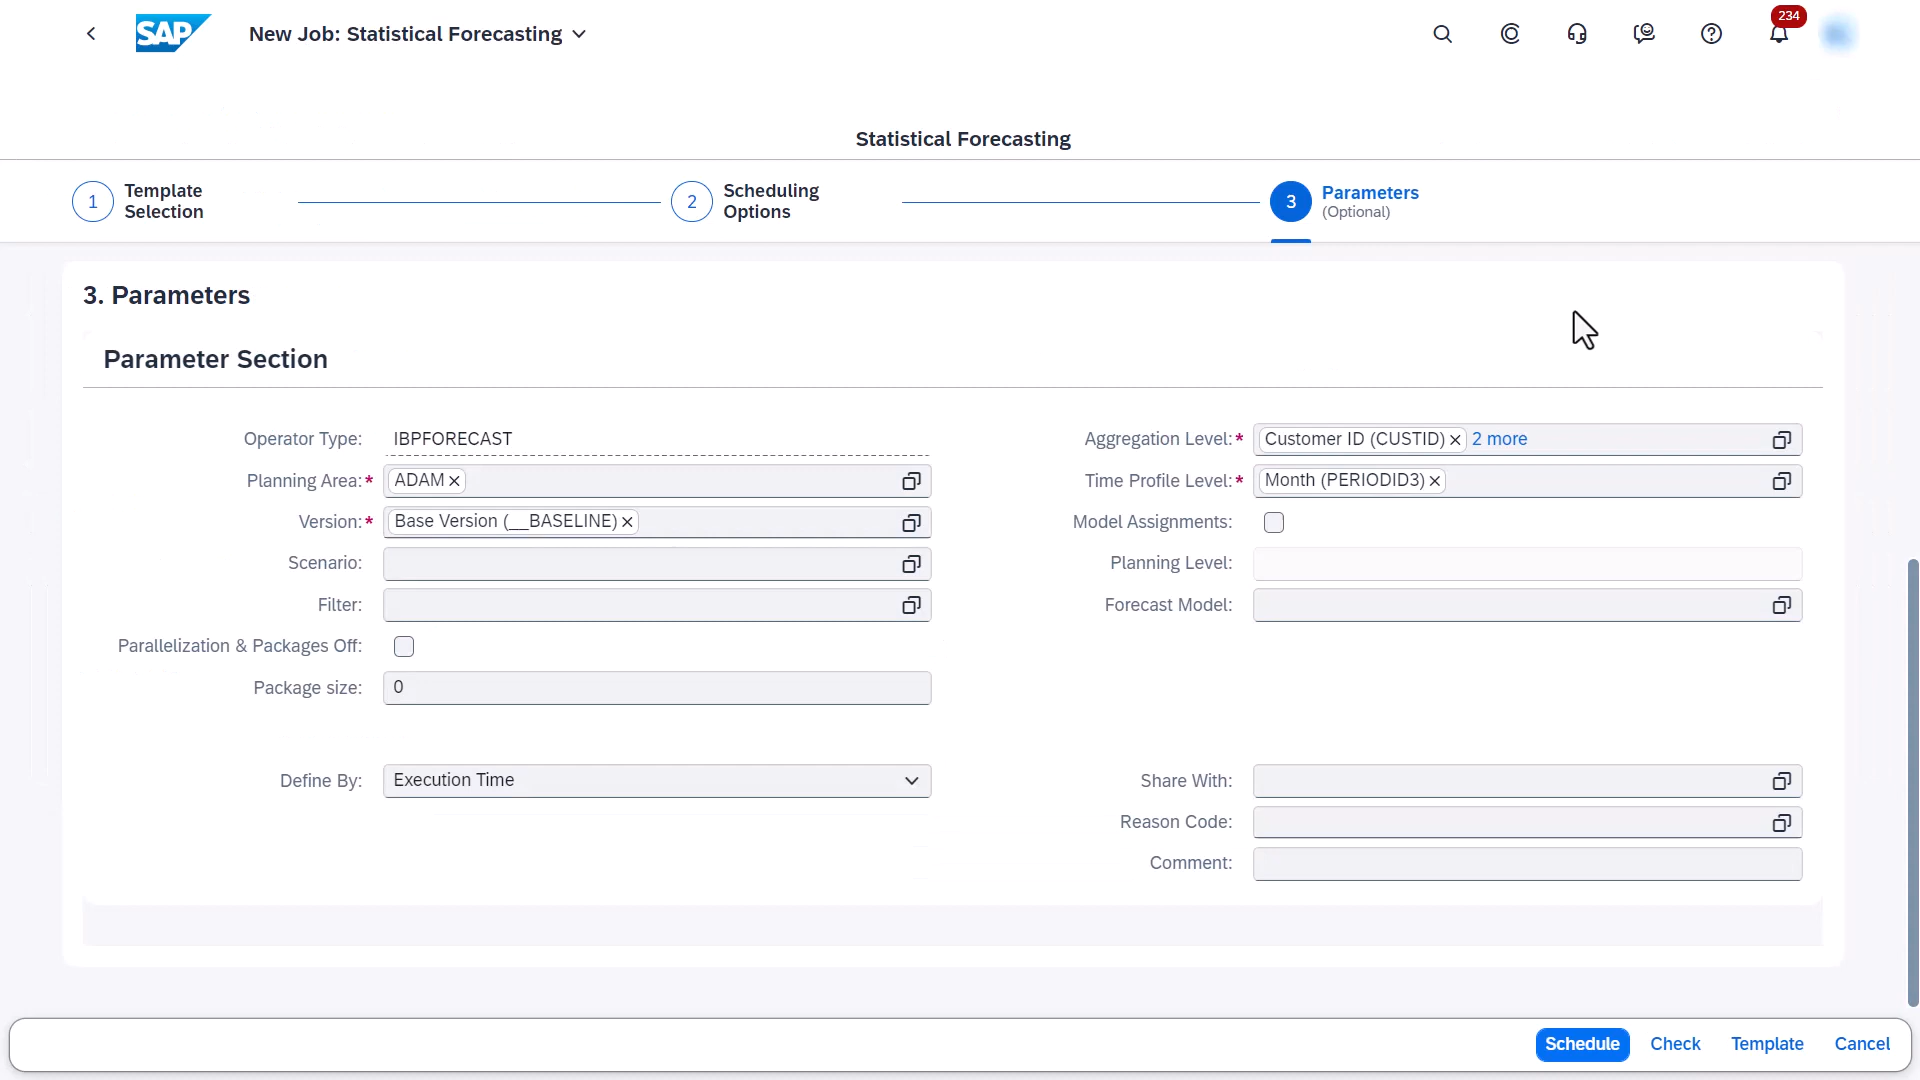 SAP
New Job: Statistical Forecasting
234
Statistical Forecasting
1
Template
Selection
2
Scheduling
Options
3
Parameters
(Optional)
3. Parameters
Parameter Section
Operator Type: IBPFORECAST
Planning Area:* ADAM
Version:* Base Version (__BASELINE)
Scenario:
Filter:
Parallelization & Packages Off:
Package size: 0
Define By: Execution Time
Aggregation Level:* Customer ID (CUSTID) 2 more
Time Profile Level:* Month (PERIODID3)
Model Assignments:
Planning Level:
Forecast Model:
Share With:
Reason Code:
Comment:
Schedule Check Template Cancel